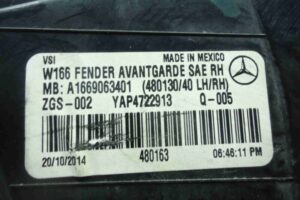 VSI
MADE IN MEXICO
W166 FENDER AVANTGARDE SAE RH
MB: A1669063401 (480130/40 LH/RH)
ZGS-002 YAP4722913 Q-005
20/10/2014 480163 06:46:11 PM